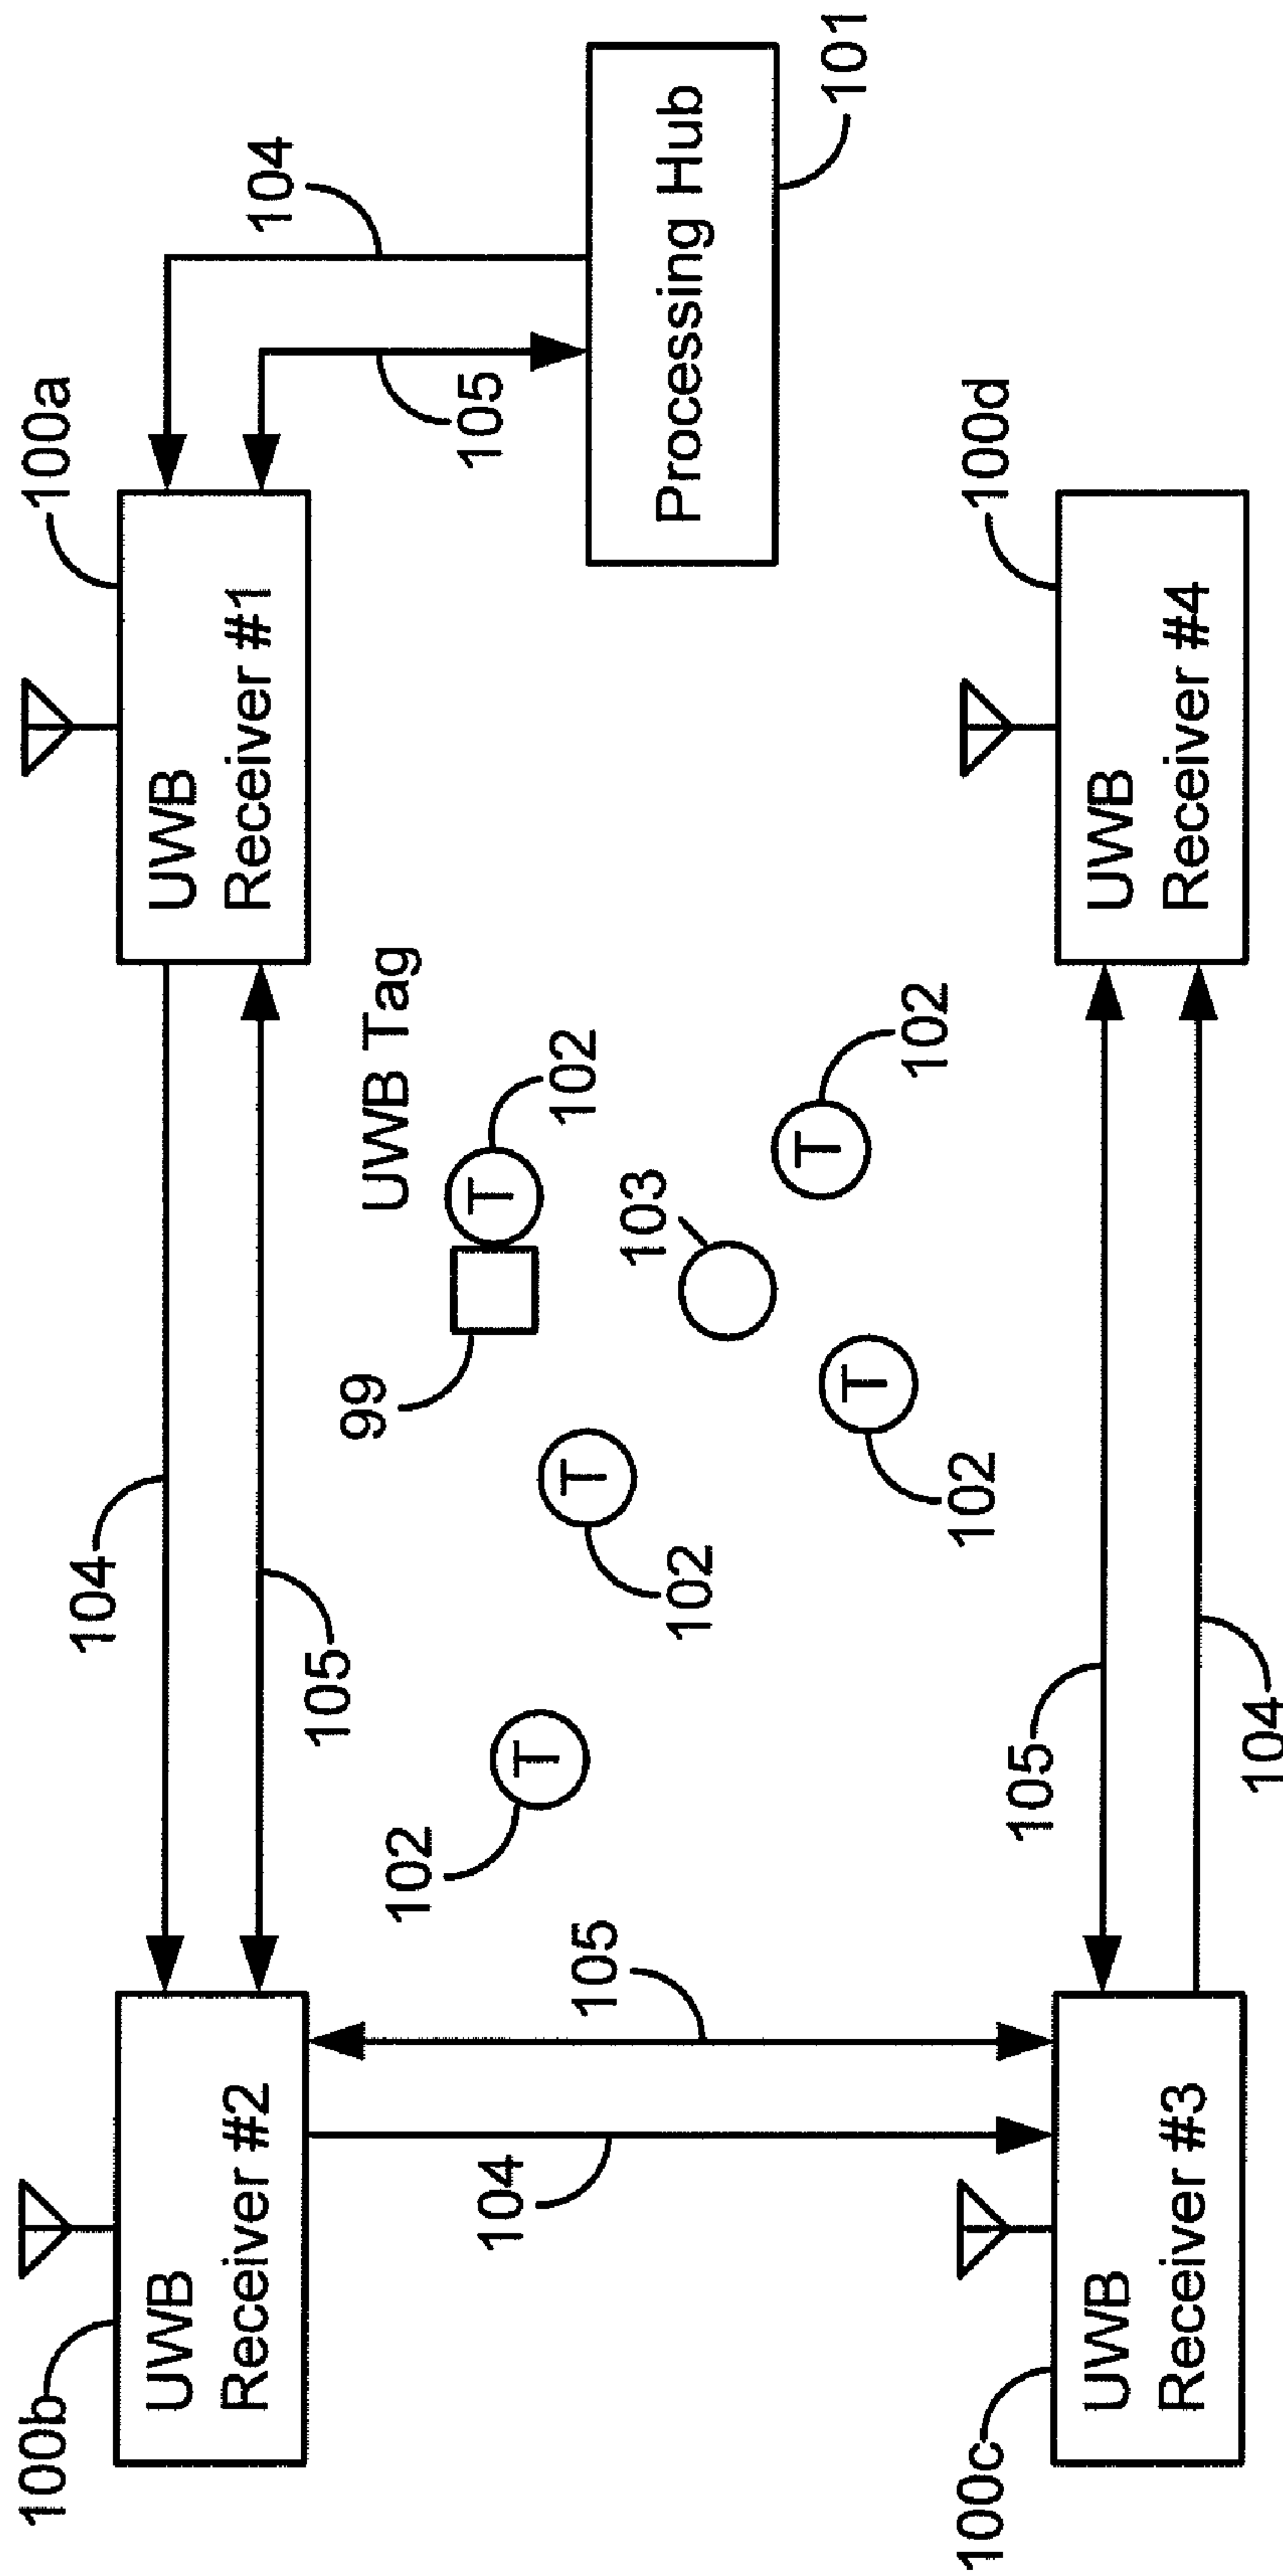 100b
UWB
Receiver #2
104
105
UWB
Receiver #1
100a
104
105
Processing Hub
101
UWB Tag
99
T
102
T
102
T
102
103
T
102
T
102
105
104
100c
UWB
Receiver #3
105
104
UWB
Receiver #4
100d